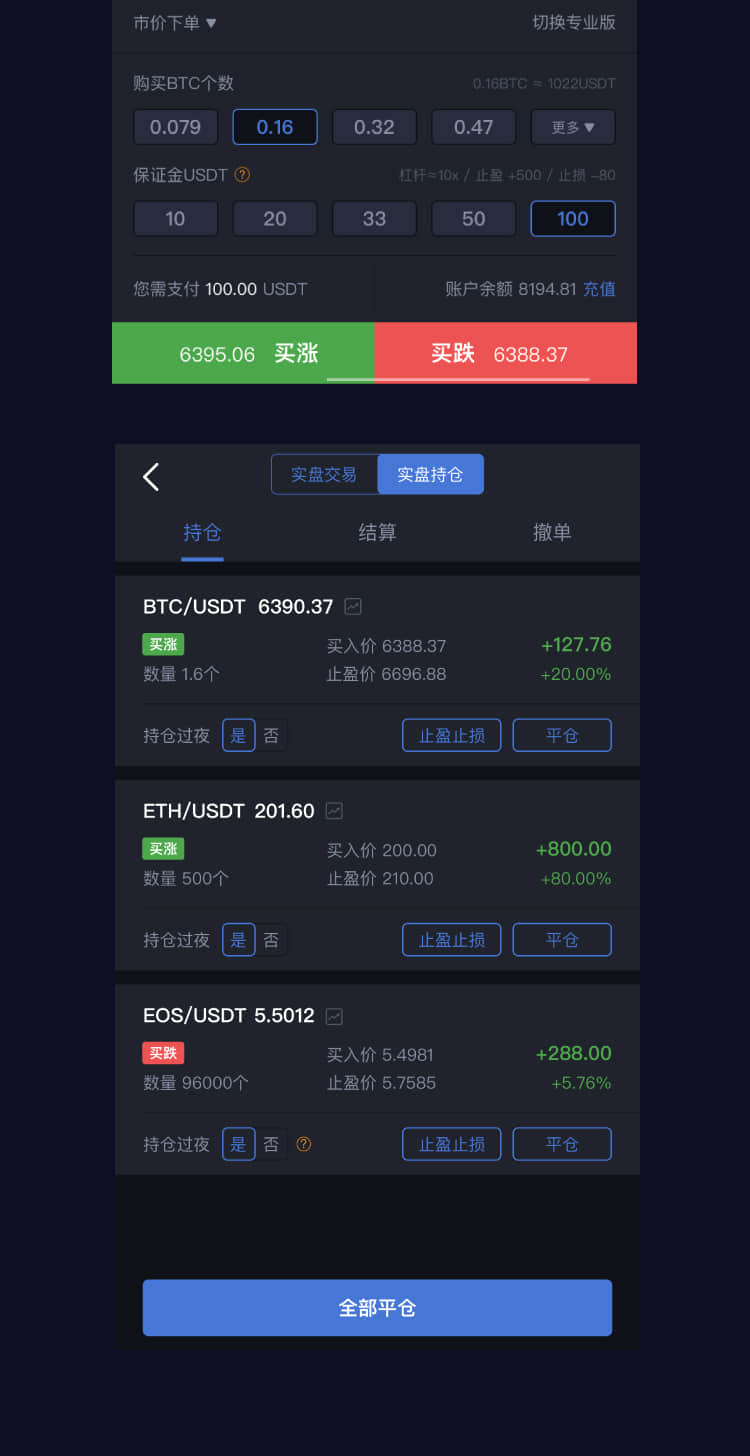 市价下单 ▼ 切换专业版
购买BTC个数 0.16BTC ≈ 1022USDT
0.079 0.16 0.32 0.47 更多 ▼
保证金USDT ? 杠杆≈10x / 止盈 +500 / 止损 -80
10 20 33 50 100
您需支付 100.00 USDT 账户余额 8194.81 充值
6395.06 买涨 买跌 6388.37
实盘交易 实盘持仓
持仓 结算 撤单
BTC/USDT 6390.37
买涨 买入价 6388.37 +127.76
数量 1.6个 止盈价 6696.88 +20.00%
持仓过夜 是 否 止盈止损 平仓
ETH/USDT 201.60
买涨 买入价 200.00 +800.00
数量 500个 止盈价 210.00 +80.00%
持仓过夜 是 否 止盈止损 平仓
EOS/USDT 5.5012
买跌 买入价 5.4981 +288.00
数量 96000个 止盈价 5.7585 +5.76%
持仓过夜 是 否 ? 止盈止损 平仓
全部平仓